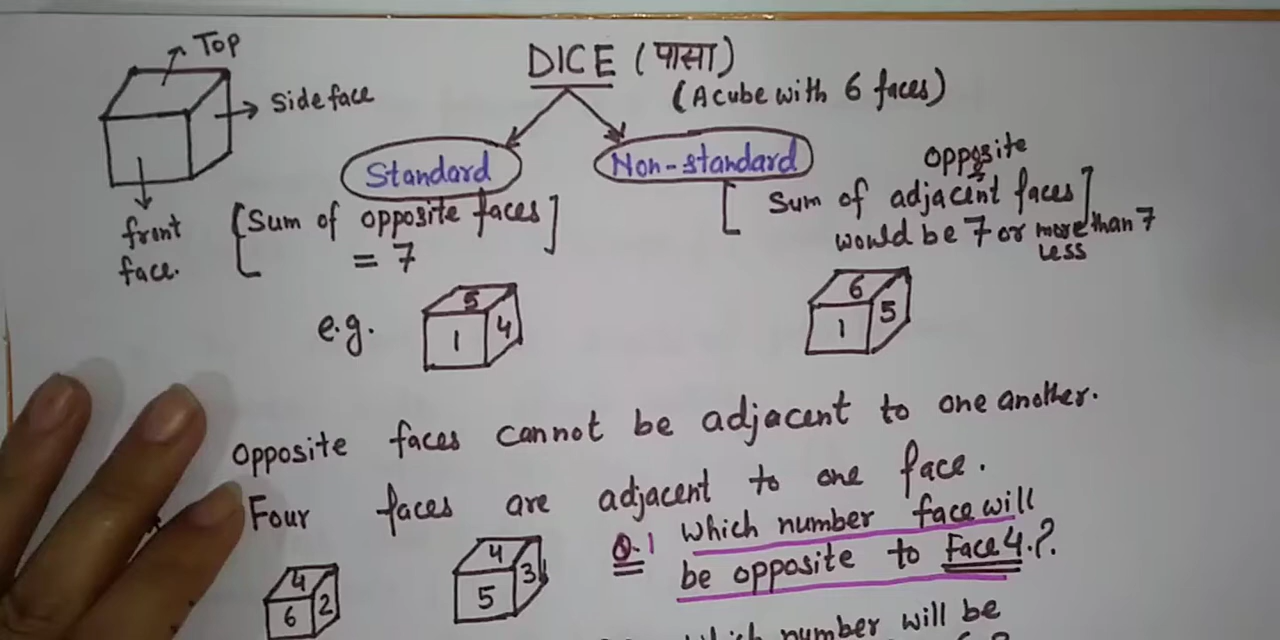 Top
DICE (पासा)
Side face
(A cube with 6 faces)
Standard
Non-standard
opposite
front
face.
[Sum of opposite faces]
= 7
[Sum of adjacent faces]
would be 7 or more than 7
less
e.g.
5
1
4
6
1
5
Opposite faces cannot be adjacent to one another.
Four faces are adjacent to one face.
4
6
2
4
5
3
Q.1 Which number face will
be opposite to Face 4.?
Which number will be